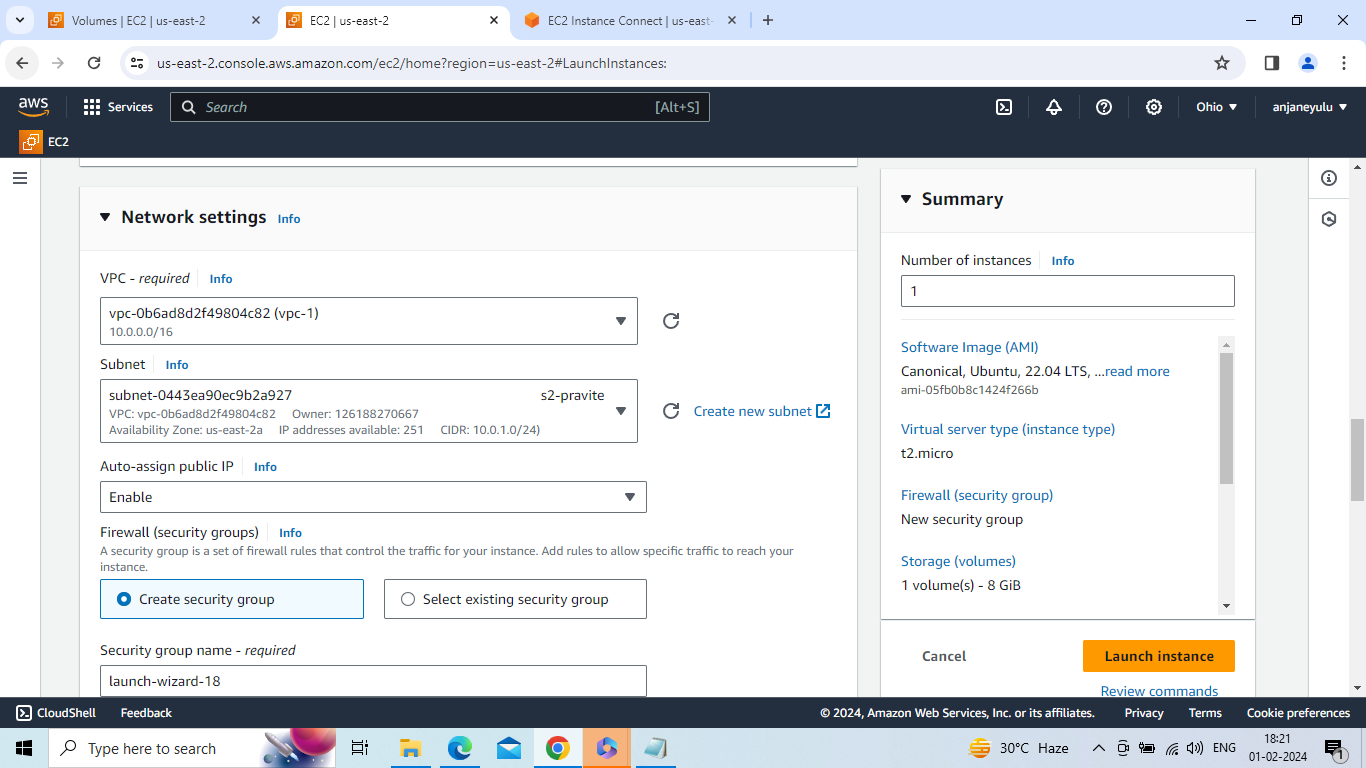 Volumes | EC2 | us-east-2
EC2 | us-east-2
EC2 Instance Connect | us-east-
us-east-2.console.aws.amazon.com/ec2/home?region=us-east-2#LaunchInstances:
aws
Services
Search
[Alt+S]
Ohio
anjaneyulu
EC2
Network settings Info
VPC - required Info
vpc-0b6ad8d2f49804c82 (vpc-1)
10.0.0.0/16
Subnet Info
subnet-0443ea90ec9b2a927 s2-pravite
VPC: vpc-0b6ad8d2f49804c82 Owner: 126188270667
Availability Zone: us-east-2a IP addresses available: 251 CIDR: 10.0.1.0/24)
Create new subnet
Auto-assign public IP Info
Enable
Firewall (security groups) Info
A security group is a set of firewall rules that control the traffic for your instance. Add rules to allow specific traffic to reach your
instance.
Create security group
Select existing security group
Security group name - required
launch-wizard-18
Summary
Number of instances Info
1
Software Image (AMI)
Canonical, Ubuntu, 22.04 LTS, ...read more
ami-05fb0b8c1424f266b
Virtual server type (instance type)
t2.micro
Firewall (security group)
New security group
Storage (volumes)
1 volume(s) - 8 GiB
Cancel
Launch instance
Review commands
CloudShell
Feedback
© 2024, Amazon Web Services, Inc. or its affiliates.
Privacy
Terms
Cookie preferences
Type here to search
30°C Haze
ENG
18:21
01-02-2024
1